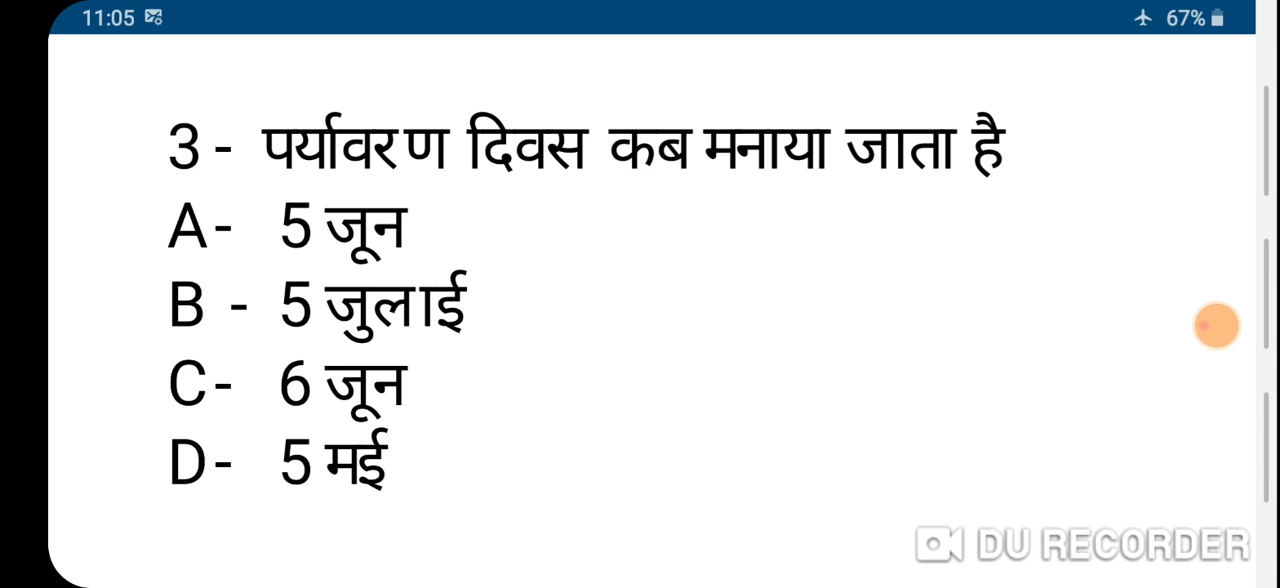 11:05 67%
3- पर्यावरण दिवस कब मनाया जाता है
A- 5 जून
B - 5 जुलाई
C- 6 जून
D- 5 मई
DU RECORDER